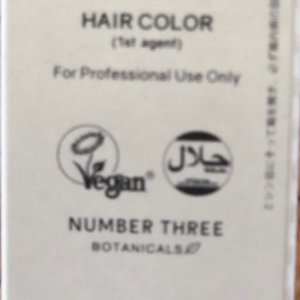 HAIR COLOR
(1st agent)
For Professional Use Only
Vegan®
حلال
NUMBER THREE
BOTANICALS